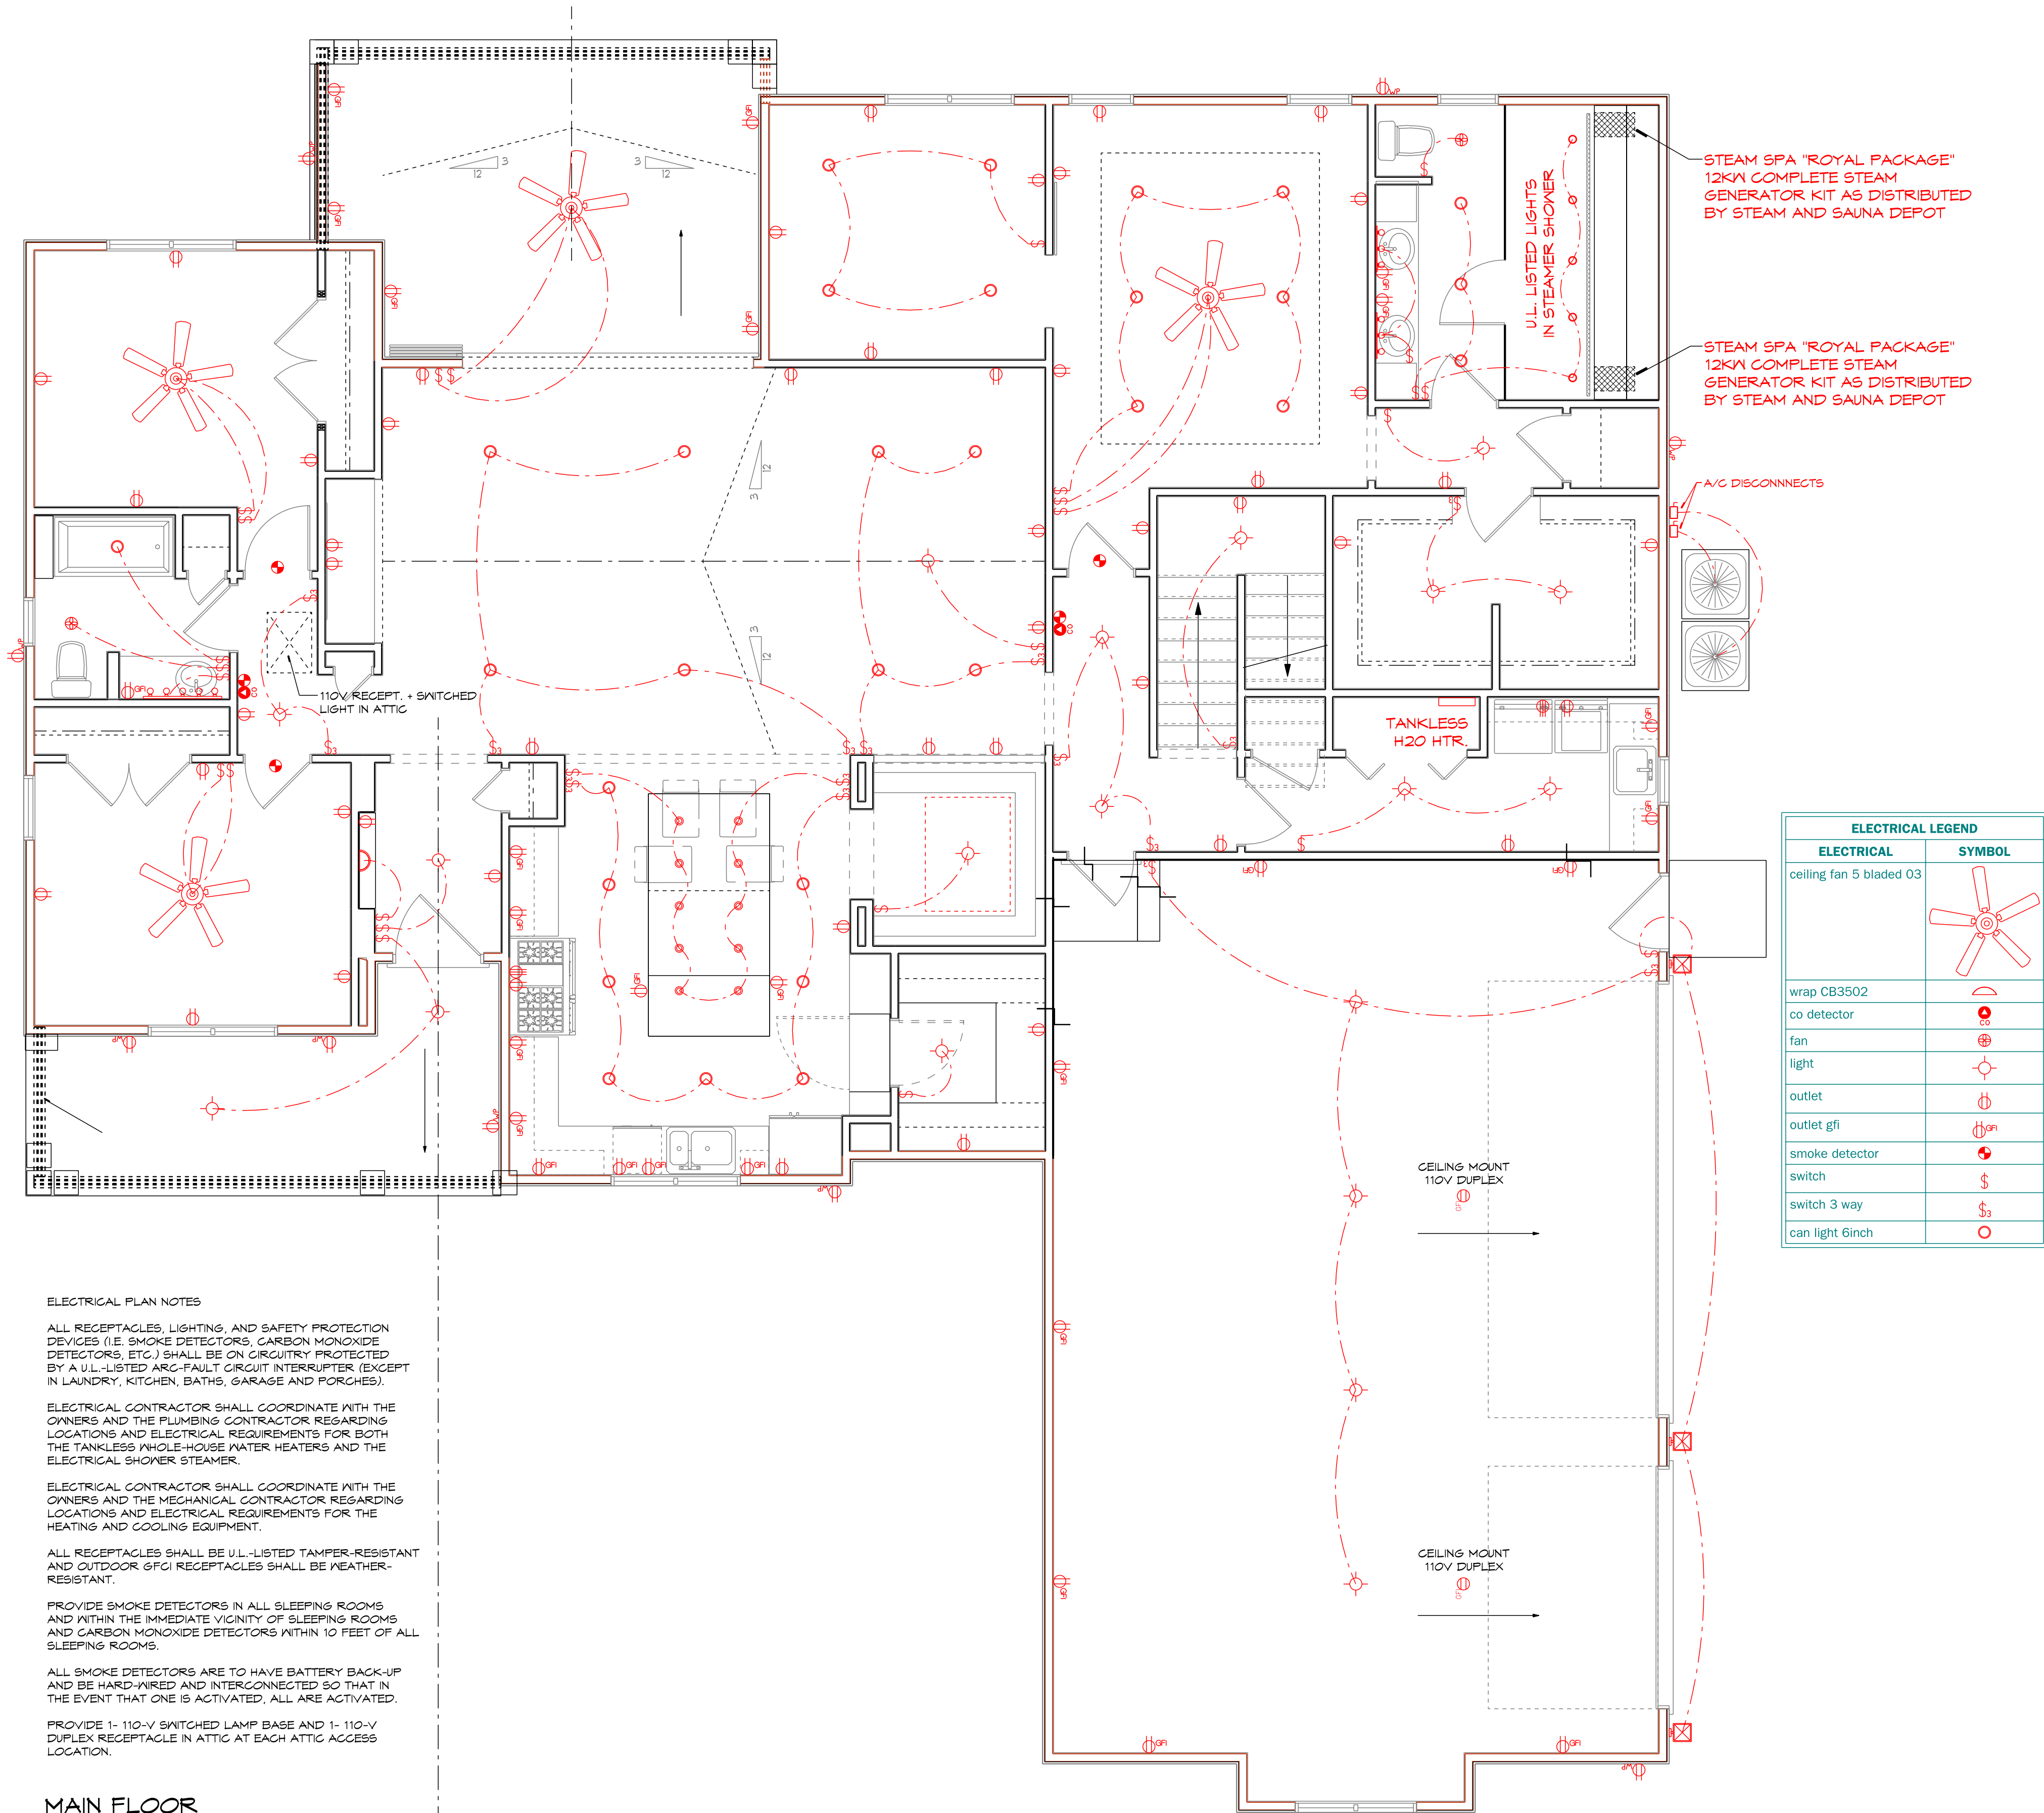 STEAM SPA "ROYAL PACKAGE"
12KW COMPLETE STEAM
GENERATOR KIT AS DISTRIBUTED
BY STEAM AND SAUNA DEPOT
U.L. LISTED LIGHTS
IN STEAMER SHOWER
STEAM SPA "ROYAL PACKAGE"
12KW COMPLETE STEAM
GENERATOR KIT AS DISTRIBUTED
BY STEAM AND SAUNA DEPOT
3
12
3
12
12
3
3
12
A/C DISCONNNECTS
110V RECEPT. + SWITCHED
LIGHT IN ATTIC
TANKLESS
H2O HTR.
CEILING MOUNT
110V DUPLEX
GFI
CEILING MOUNT
110V DUPLEX
GFI
ELECTRICAL LEGEND
ELECTRICAL SYMBOL
ceiling fan 5 bladed 03
wrap CB3502
co detector CO
fan
light
outlet
outlet gfi GFI
smoke detector
switch $
switch 3 way $3
can light 6inch
ELECTRICAL PLAN NOTES
ALL RECEPTACLES, LIGHTING, AND SAFETY PROTECTION
DEVICES (I.E. SMOKE DETECTORS, CARBON MONOXIDE
DETECTORS, ETC.) SHALL BE ON CIRCUITRY PROTECTED
BY A U.L.-LISTED ARC-FAULT CIRCUIT INTERRUPTER (EXCEPT
IN LAUNDRY, KITCHEN, BATHS, GARAGE AND PORCHES).
ELECTRICAL CONTRACTOR SHALL COORDINATE WITH THE
OWNERS AND THE PLUMBING CONTRACTOR REGARDING
LOCATIONS AND ELECTRICAL REQUIREMENTS FOR BOTH
THE TANKLESS WHOLE-HOUSE WATER HEATERS AND THE
ELECTRICAL SHOWER STEAMER.
ELECTRICAL CONTRACTOR SHALL COORDINATE WITH THE
OWNERS AND THE MECHANICAL CONTRACTOR REGARDING
LOCATIONS AND ELECTRICAL REQUIREMENTS FOR THE
HEATING AND COOLING EQUIPMENT.
ALL RECEPTACLES SHALL BE U.L.-LISTED TAMPER-RESISTANT
AND OUTDOOR GFCI RECEPTACLES SHALL BE WEATHER-
RESISTANT.
PROVIDE SMOKE DETECTORS IN ALL SLEEPING ROOMS
AND WITHIN THE IMMEDIATE VICINITY OF SLEEPING ROOMS
AND CARBON MONOXIDE DETECTORS WITHIN 10 FEET OF ALL
SLEEPING ROOMS.
ALL SMOKE DETECTORS ARE TO HAVE BATTERY BACK-UP
AND BE HARD-WIRED AND INTERCONNECTED SO THAT IN
THE EVENT THAT ONE IS ACTIVATED, ALL ARE ACTIVATED.
PROVIDE 1- 110-V SWITCHED LAMP BASE AND 1- 110-V
DUPLEX RECEPTACLE IN ATTIC AT EACH ATTIC ACCESS
LOCATION.
MAIN FLOOR